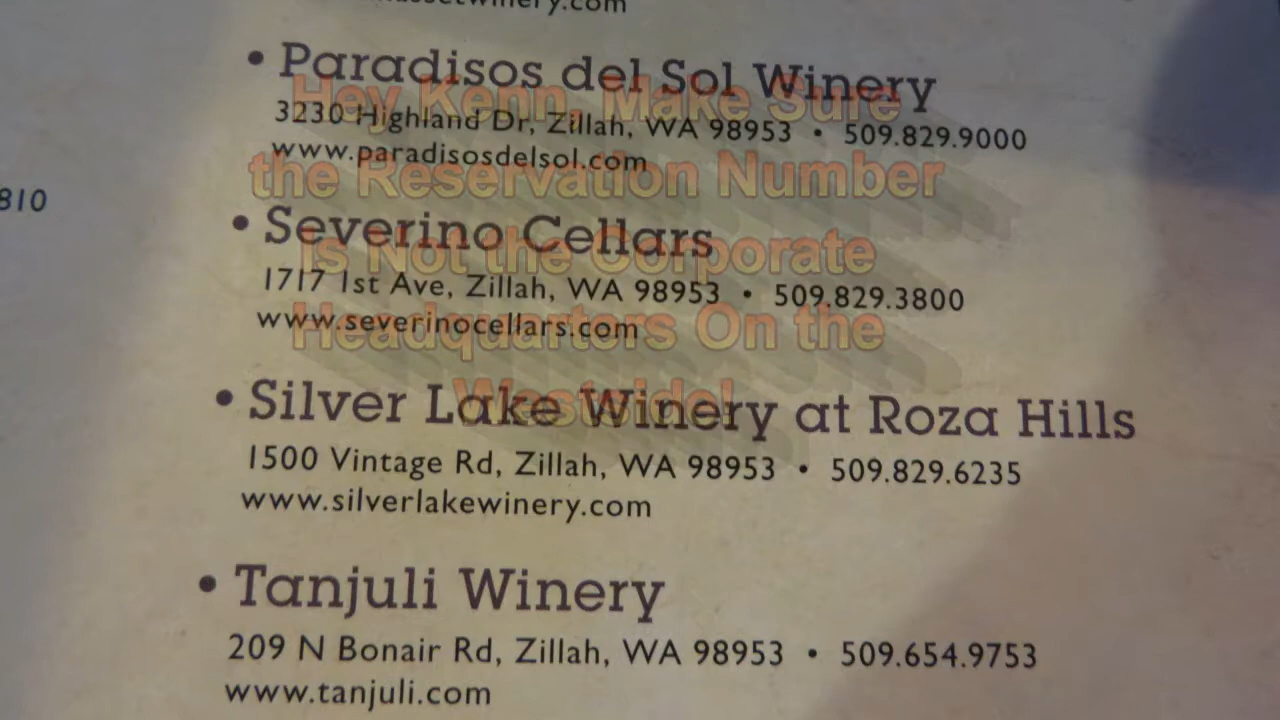 • Paradisos del Sol Winery
3230 Highland Dr, Zillah, WA 98953 • 509.829.9000
www.paradisosdelsol.com
810
• Severino Cellars
1717 1st Ave, Zillah, WA 98953 • 509.829.3800
www.severinocellars.com
• Silver Lake Winery at Roza Hills
1500 Vintage Rd, Zillah, WA 98953 • 509.829.6235
www.silverlakewinery.com
• Tanjuli Winery
209 N Bonair Rd, Zillah, WA 98953 • 509.654.9753
www.tanjuli.com
Hey Kenn, Make Sure
the Reservation Number
is Not the Corporate
Headquarters On the
Westside!